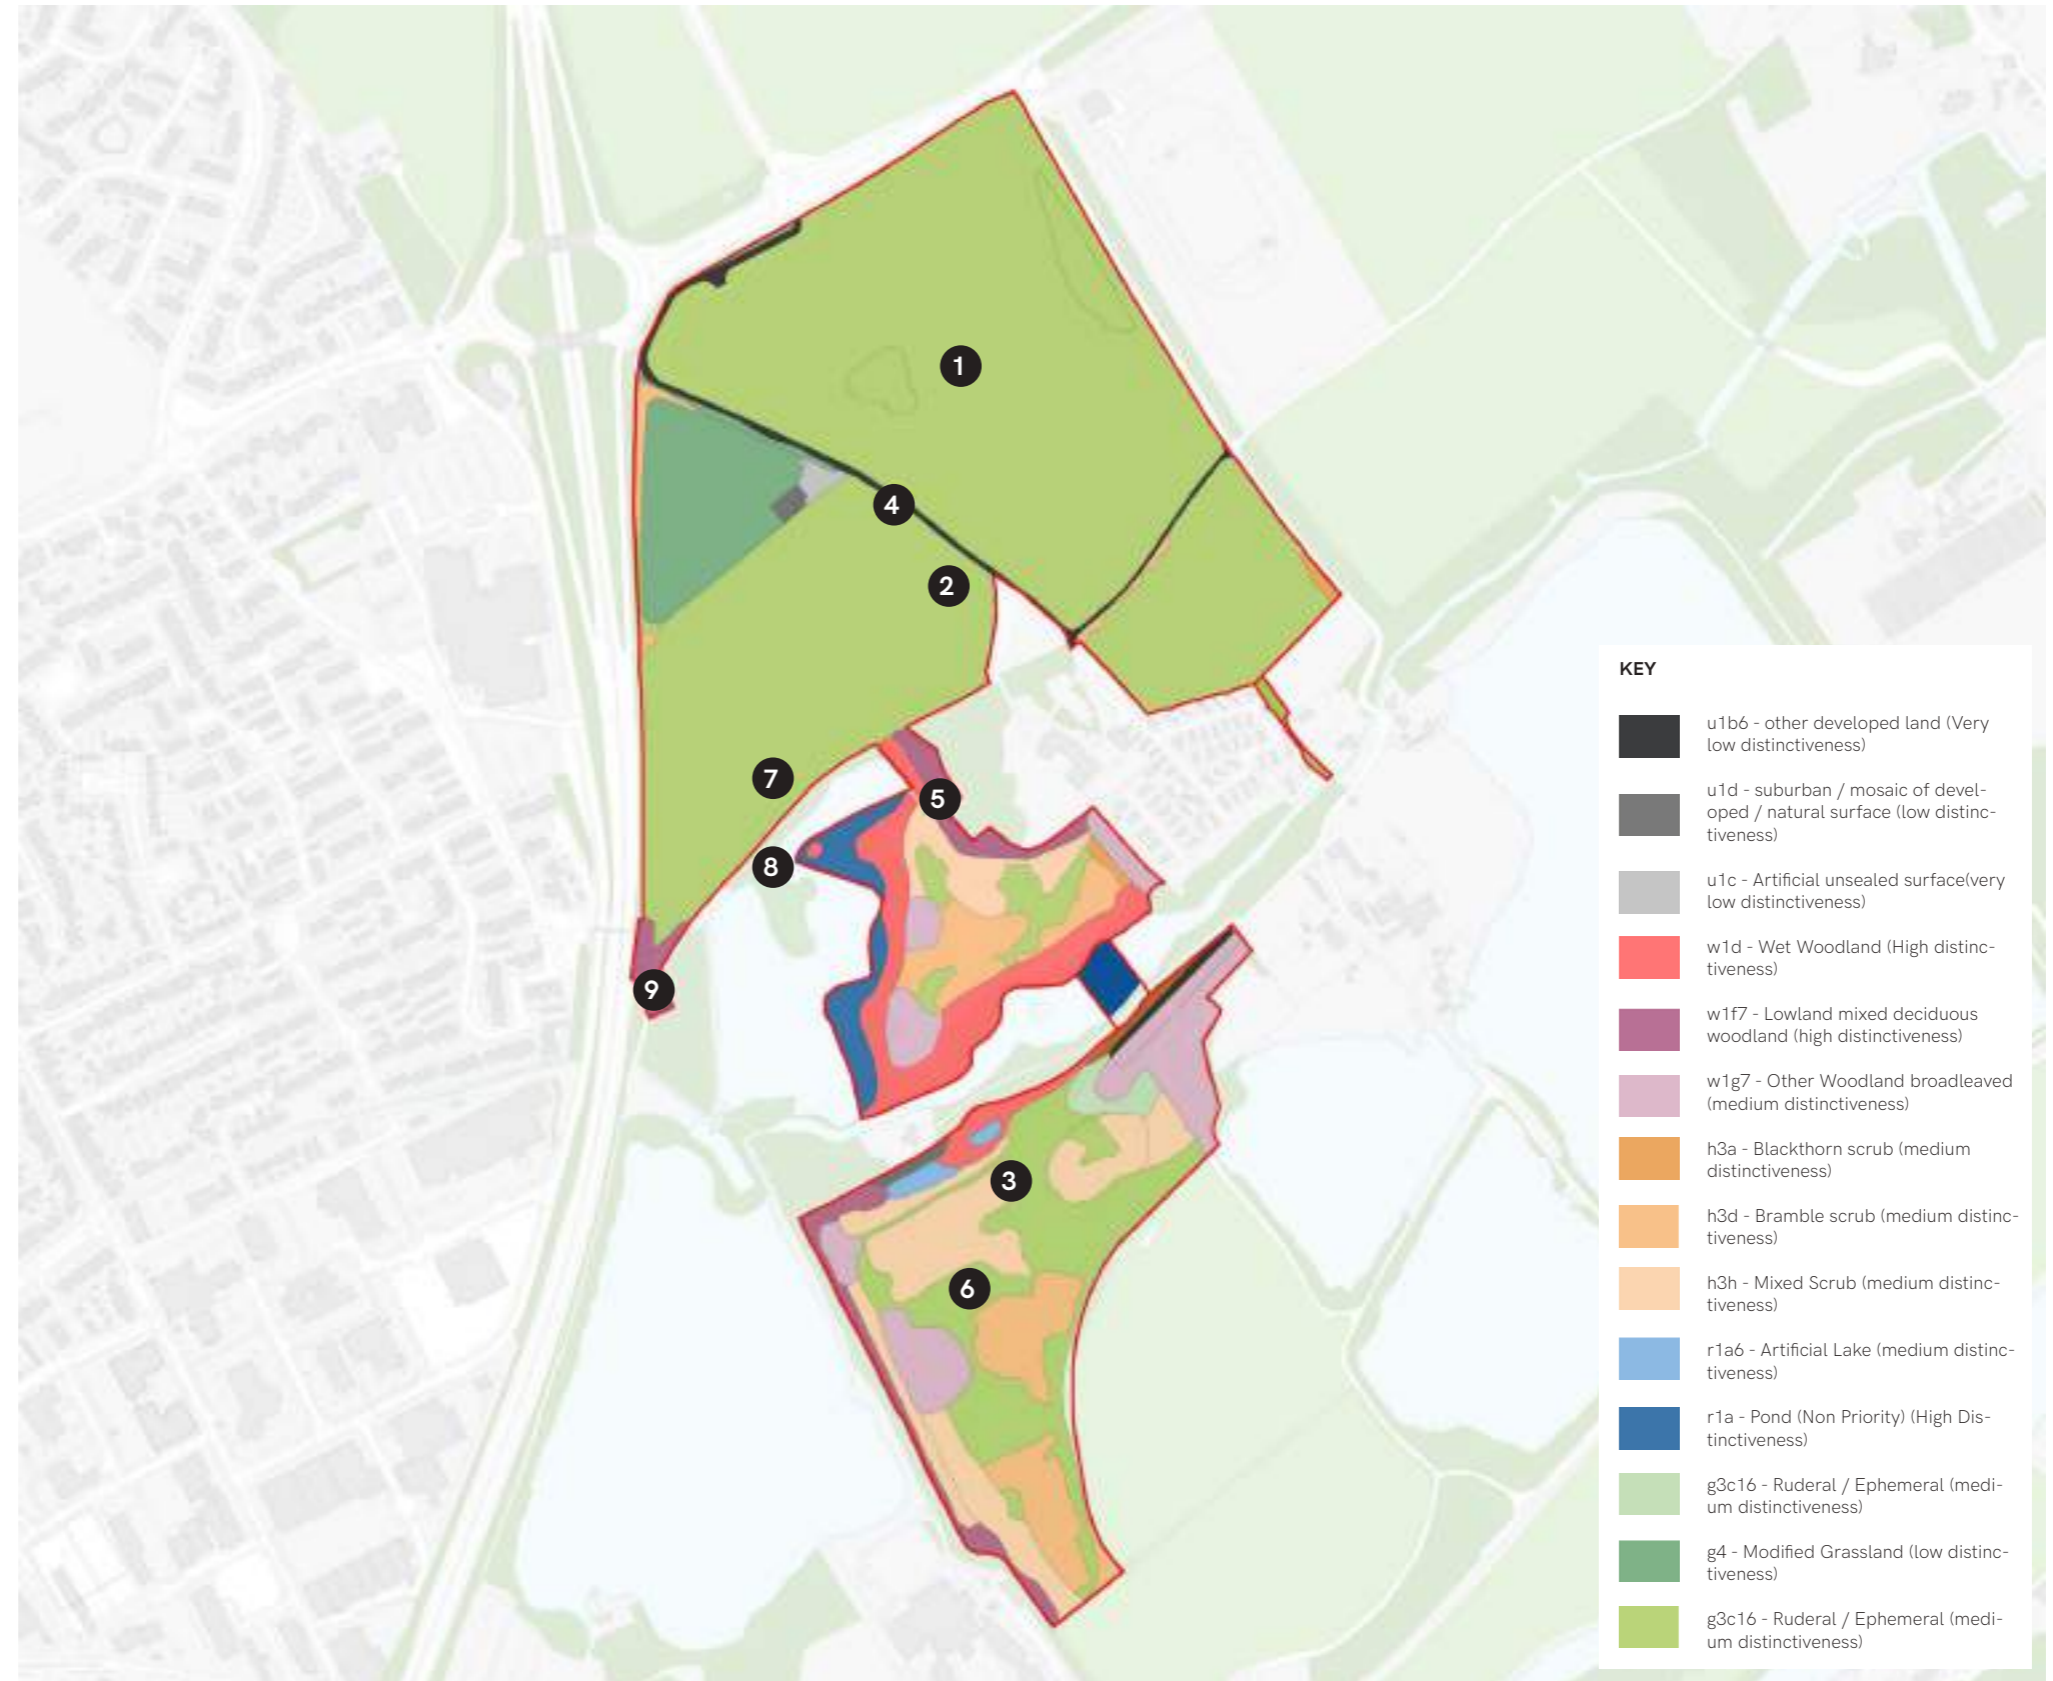 1
4
2
7
5
8
9
3
6
KEY
u1b6 - other developed land (Very
low distinctiveness)
u1d - suburban / mosaic of devel-
oped / natural surface (low distinc-
tiveness)
u1c - Artificial unsealed surface(very
low distinctiveness)
w1d - Wet Woodland (High distinc-
tiveness)
w1f7 - Lowland mixed deciduous
woodland (high distinctiveness)
w1g7 - Other Woodland broadleaved
(medium distinctiveness)
h3a - Blackthorn scrub (medium
distinctiveness)
h3d - Bramble scrub (medium distinc-
tiveness)
h3h - Mixed Scrub (medium distinc-
tiveness)
r1a6 - Artificial Lake (medium distinc-
tiveness)
r1a - Pond (Non Priority) (High Dis-
tinctiveness)
g3c16 - Ruderal / Ephemeral (medi-
um distinctiveness)
g4 - Modified Grassland (low distinc-
tiveness)
g3c16 - Ruderal / Ephemeral (medi-
um distinctiveness)